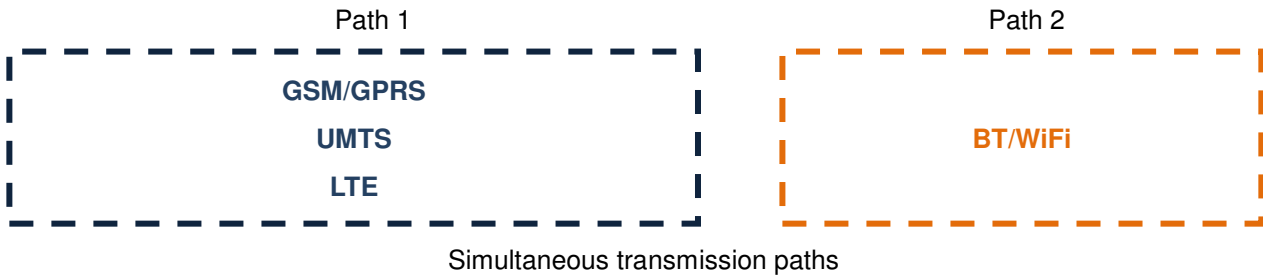 Path 1
Path 2
GSM/GPRS
UMTS
LTE
BT/WiFi
Simultaneous transmission paths